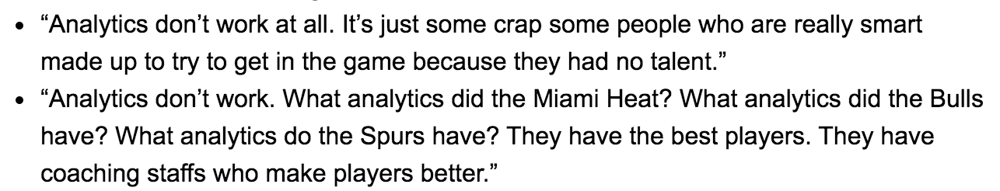 • “Analytics don’t work at all. It’s just some crap some people who are really smart
made up to try to get in the game because they had no talent.”
• “Analytics don’t work. What analytics did the Miami Heat? What analytics did the Bulls
have? What analytics do the Spurs have? They have the best players. They have
coaching staffs who make players better.”